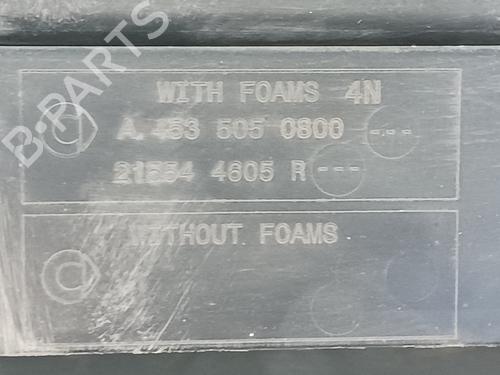 B-PARTS
WITH FOAMS 4N
A.453 505 0800 ---
21554 4605 R ---
WITHOUT FOAMS